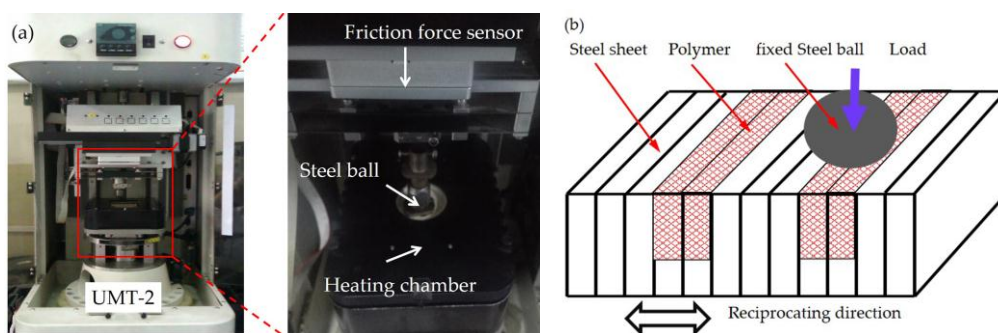 (a)
UMT-2
Friction force sensor
Steel ball
Heating chamber
(b)
Steel sheet Polymer fixed Steel ball Load
Reciprocating direction